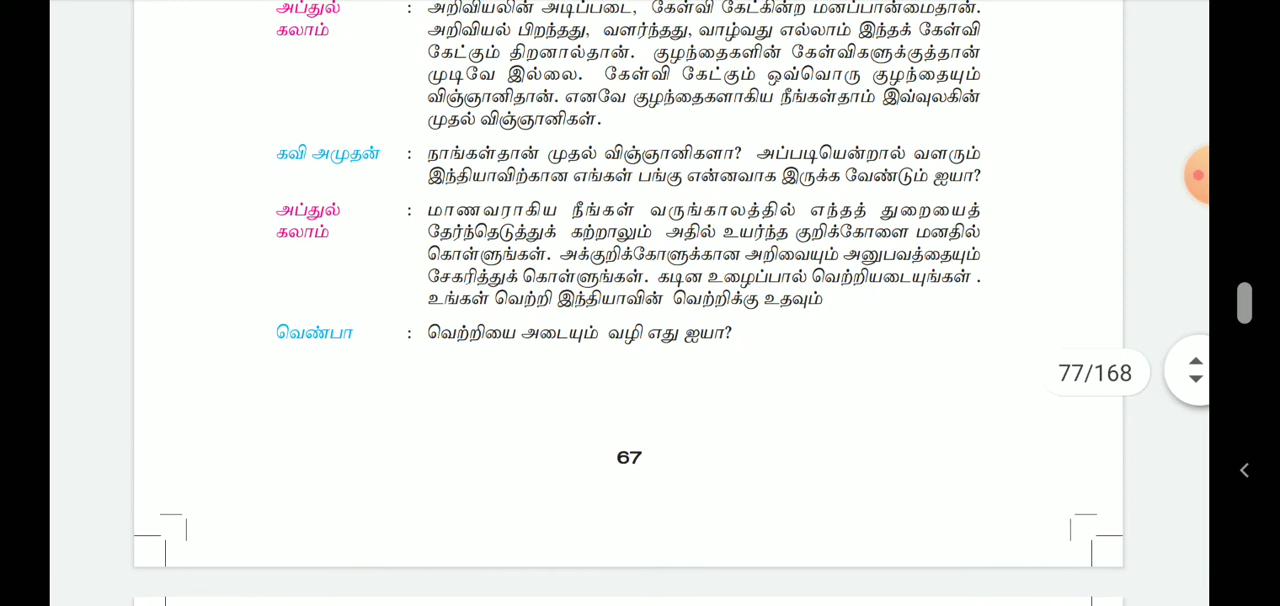 அப்துல் : அறிவியலின் அடிப்படை, கேள்வி கேட்கின்ற மனப்பான்மைதான்.
கலாம் அறிவியல் பிறந்தது, வளர்ந்தது, வாழ்வது எல்லாம் இந்தக் கேள்வி
கேட்கும் திறனால்தான். குழந்தைகளின் கேள்விகளுக்குத்தான்
முடிவே இல்லை. கேள்வி கேட்கும் ஒவ்வொரு குழந்தையும்
விஞ்ஞானிதான். எனவே குழந்தைகளாகிய நீங்கள்தாம் இவ்வுலகின்
முதல் விஞ்ஞானிகள்.
கவி அமுதன் : நாங்கள்தான் முதல் விஞ்ஞானிகளா? அப்படியென்றால் வளரும்
இந்தியாவிற்கான எங்கள் பங்கு என்னவாக இருக்க வேண்டும் ஐயா?
அப்துல் : மாணவராகிய நீங்கள் வருங்காலத்தில் எந்தத் துறையைத்
கலாம் தேர்ந்தெடுத்துக் கற்றாலும் அதில் உயர்ந்த குறிக்கோளை மனதில்
கொள்ளுங்கள். அக்குறிக்கோளுக்கான அறிவையும் அனுபவத்தையும்
சேகரித்துக் கொள்ளுங்கள். கடின உழைப்பால் வெற்றியடையுங்கள் .
உங்கள் வெற்றி இந்தியாவின் வெற்றிக்கு உதவும்
வெண்பா : வெற்றியை அடையும் வழி எது ஐயா?
77/168
67